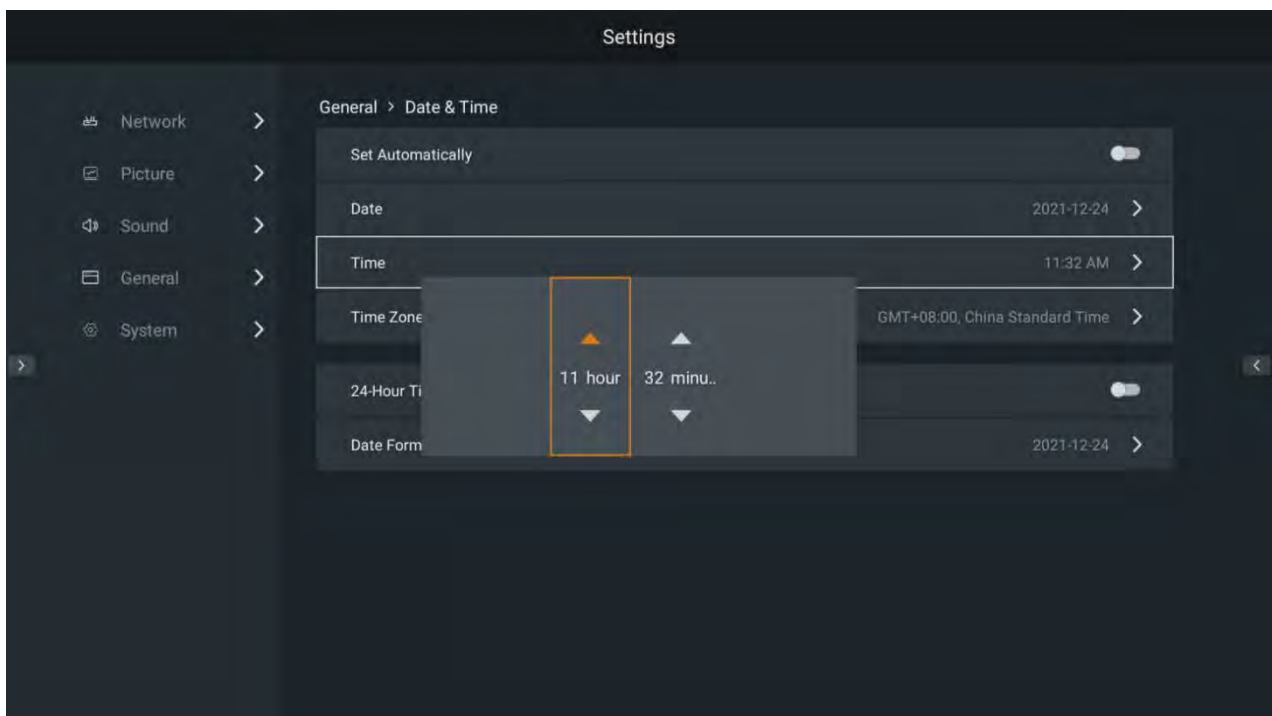 Settings
Network
Picture
Sound
General
System
General > Date & Time
Set Automatically
Date 2021-12-24
Time 11:32 AM
Time Zone GMT+08:00, China Standard Time
11 hour 32 minu..
24-Hour Ti
Date Form 2021-12-24